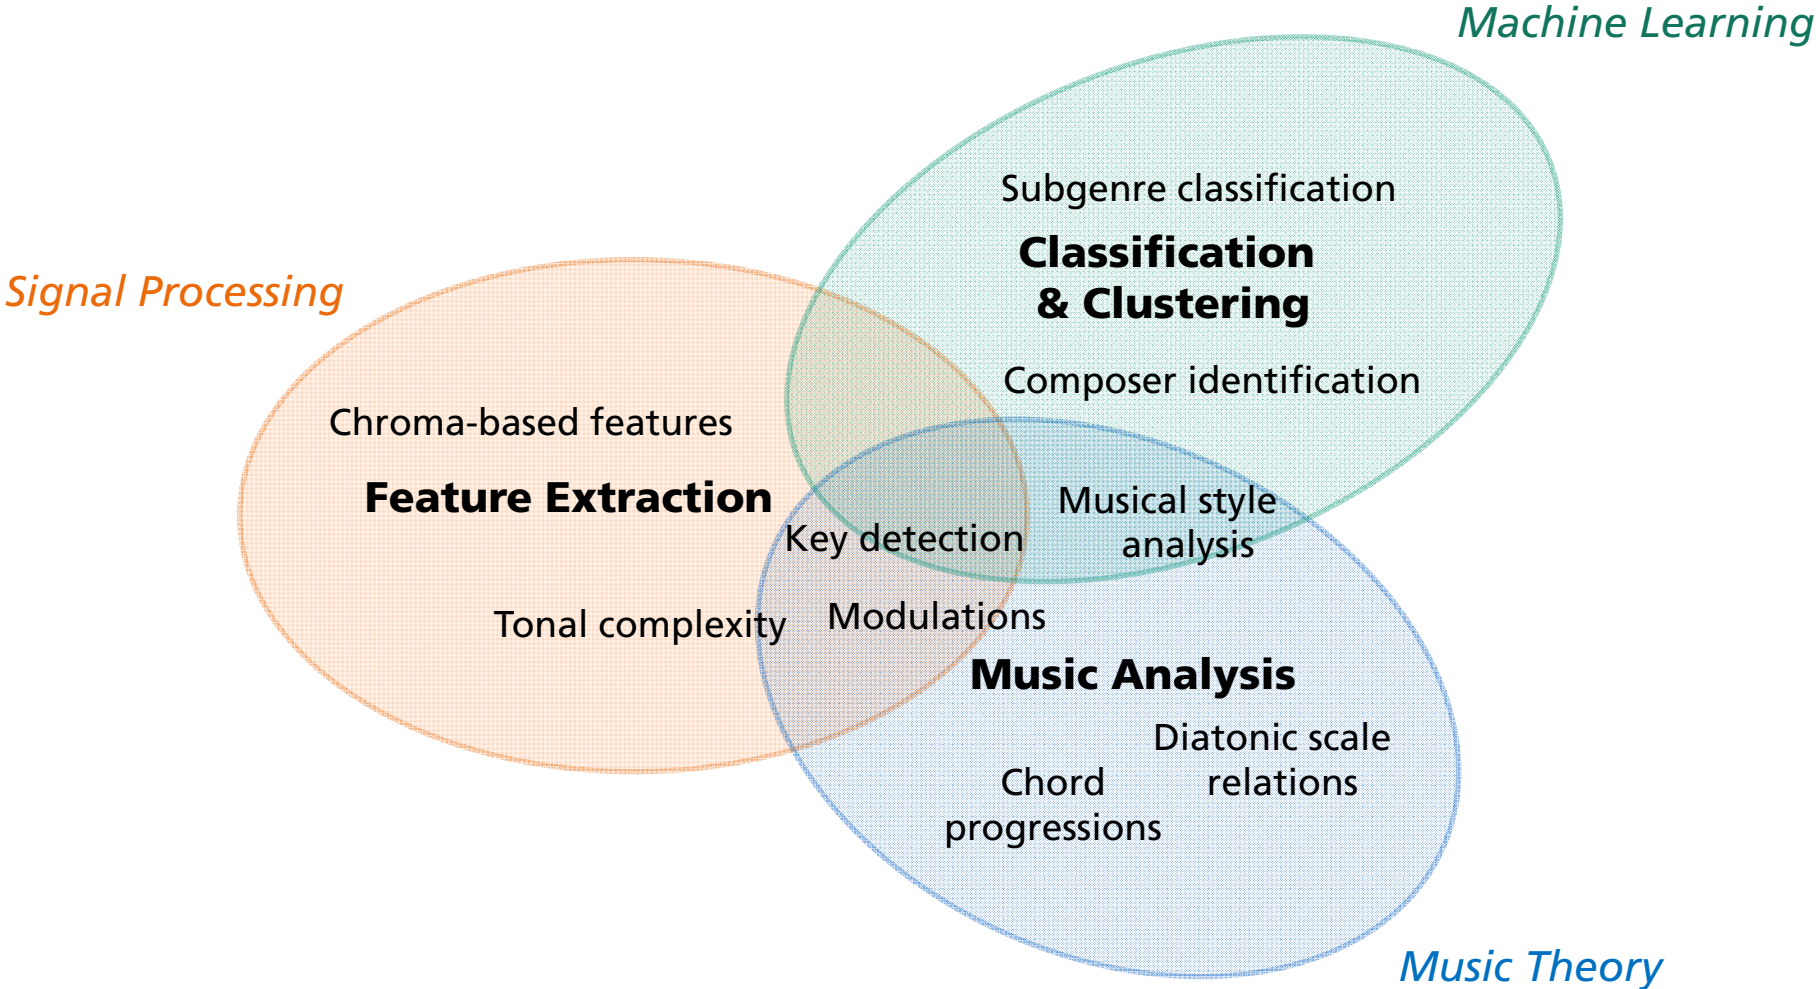 Machine Learning
Subgenre classification
Classification
& Clustering
Composer identification
Signal Processing
Chroma-based features
Feature Extraction
Key detection
Musical style
analysis
Tonal complexity
Modulations
Music Analysis
Diatonic scale
relations
Chord
progressions
Music Theory